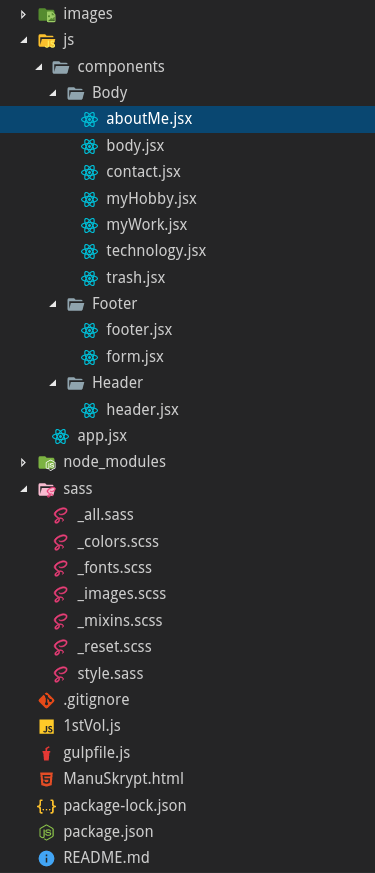 images
js
components
Body
aboutMe.jsx
body.jsx
contact.jsx
myHobby.jsx
myWork.jsx
technology.jsx
trash.jsx
Footer
footer.jsx
form.jsx
Header
header.jsx
app.jsx
node_modules
sass
_all.sass
_colors.scss
_fonts.scss
_images.scss
_mixins.scss
_reset.scss
style.sass
.gitignore
JS 1stVol.js
gulpfile.js
ManuSkrypt.html
{..} package-lock.json
package.json
README.md